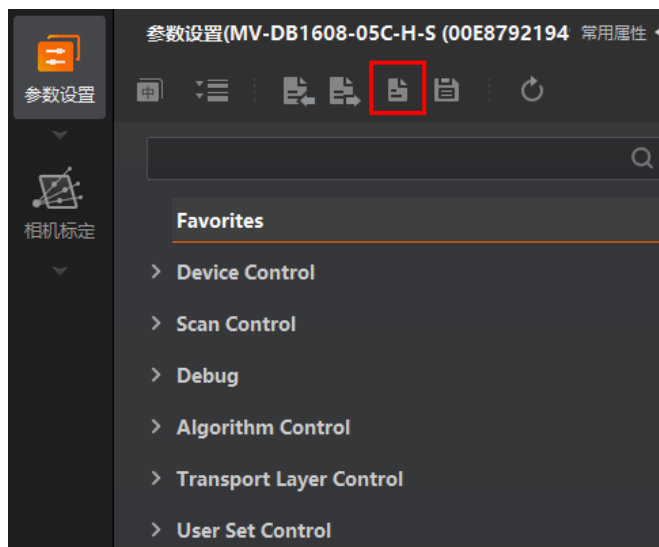 参数设置(MV-DB1608-05C-H-S (00E8792194 常用属性
参数设置
中
相机标定
Favorites
Device Control
Scan Control
Debug
Algorithm Control
Transport Layer Control
User Set Control